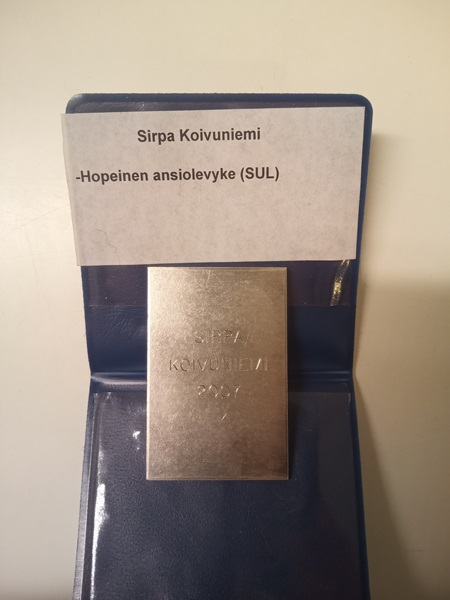 Sirpa Koivuniemi
-Hopeinen ansiolevyke (SUL)
SIRPA
KOIVUNIEMI
2007